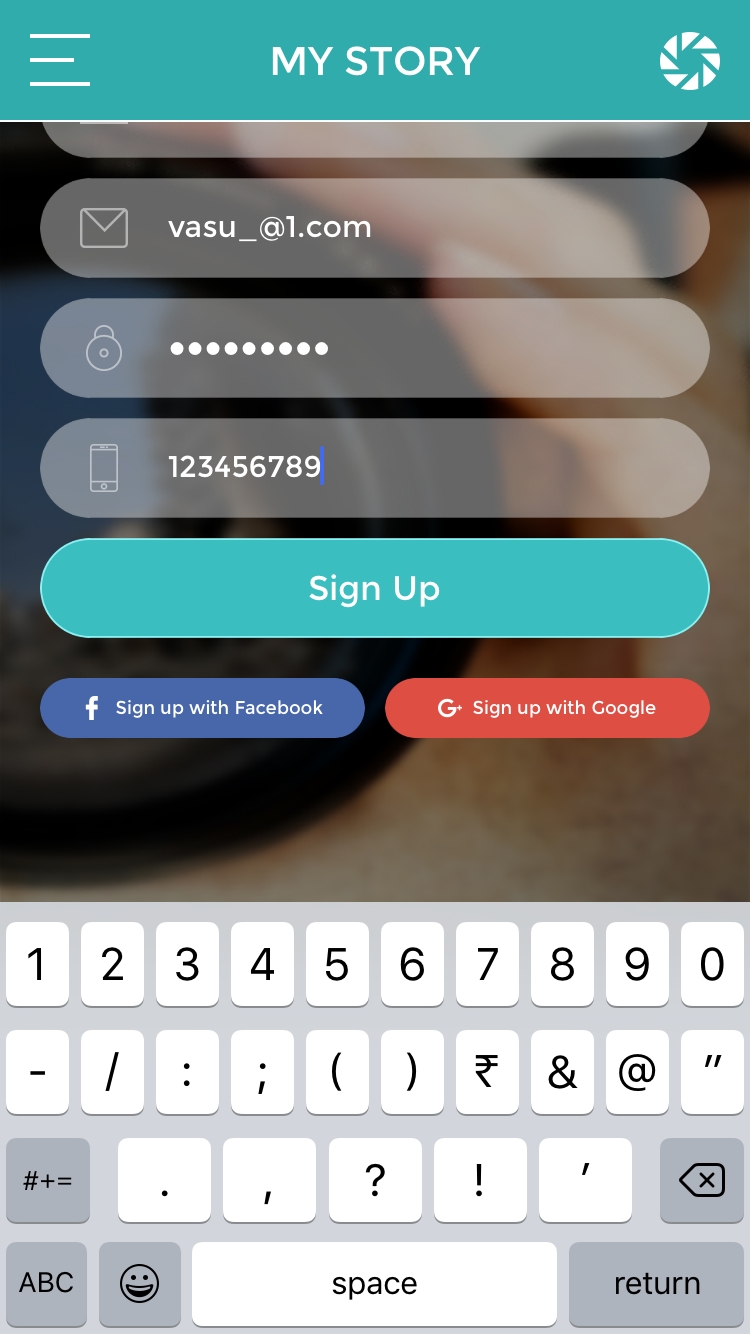 MY STORY
vasu_@1.com
●●●●●●●●●
123456789
Sign Up
f Sign up with Facebook G+ Sign up with Google
1 2 3 4 5 6 7 8 9 0
- / : ; ( ) ₹ & @ "
#+= . , ? ! '
ABC space return